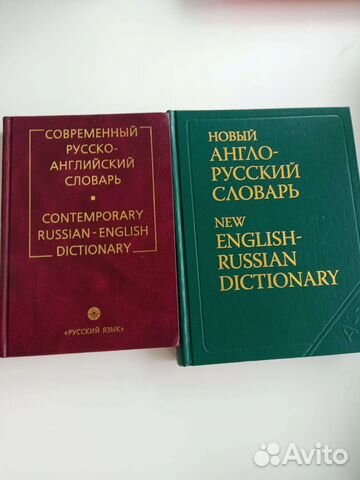 СОВРЕМЕННЫЙ
РУССКО-
АНГЛИЙСКИЙ
СЛОВАРЬ
CONTEMPORARY
RUSSIAN-ENGLISH
DICTIONARY
«РУССКИЙ ЯЗЫК»
НОВЫЙ
АНГЛО-
РУССКИЙ
СЛОВАРЬ
NEW
ENGLISH-
RUSSIAN
DICTIONARY
Avito